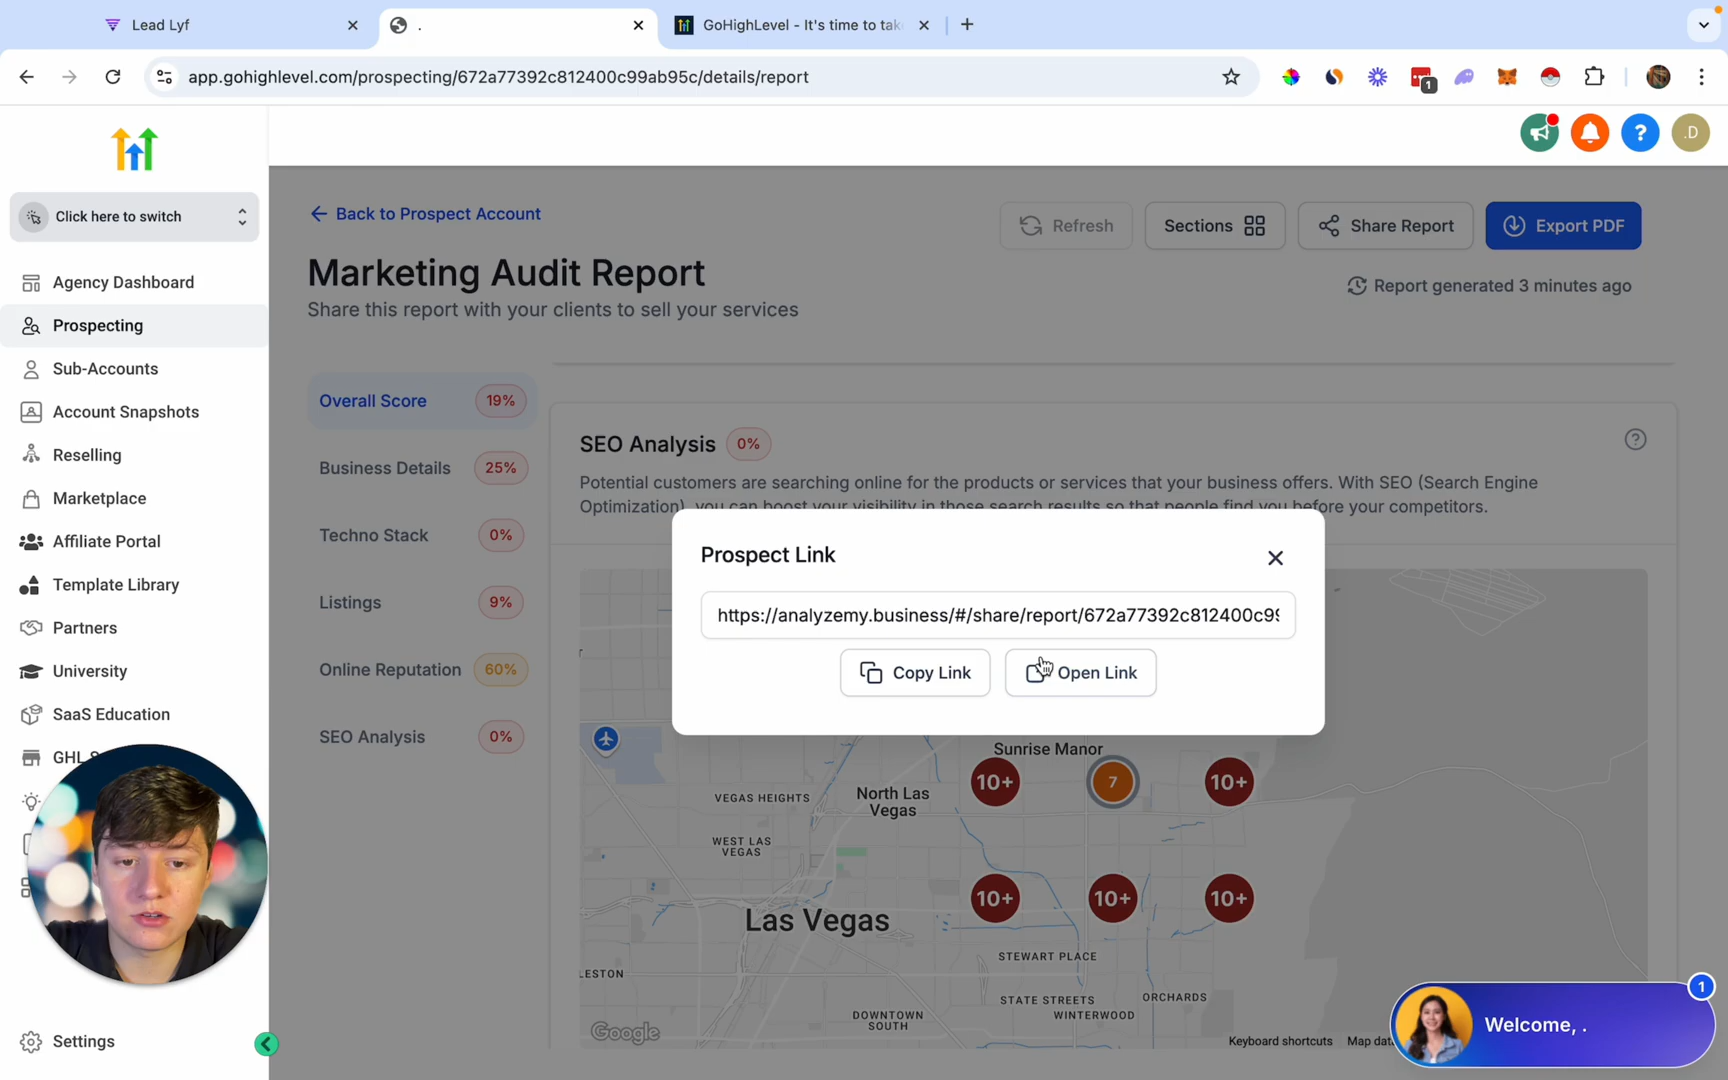 Lead Lyf
.
GoHighLevel - It's time to tak
app.gohighlevel.com/prospecting/672a77392c812400c99ab95c/details/report
1
.D
Click here to switch
Agency Dashboard
Prospecting
Sub-Accounts
Account Snapshots
Reselling
Marketplace
Affiliate Portal
Template Library
Partners
University
SaaS Education
GHL S
Settings
Back to Prospect Account
Refresh
Sections
Share Report
Export PDF
Marketing Audit Report
Share this report with your clients to sell your services
Report generated 3 minutes ago
Overall Score 19%
Business Details 25%
Techno Stack 0%
Listings 9%
Online Reputation 60%
SEO Analysis 0%
SEO Analysis 0%
Potential customers are searching online for the products or services that your business offers. With SEO (Search Engine
Optimization), you can boost your visibility in those search results so that people find you before your competitors.
Prospect Link
https://analyzemy.business/#/share/report/672a77392c812400c99
Copy Link
Open Link
Sunrise Manor
10+ 7 10+
VEGAS HEIGHTS
North Las
Vegas
WEST LAS
VEGAS
10+ 10+ 10+
Las Vegas
STEWART PLACE
LESTON
STATE STREETS
ORCHARDS
WINTERWOOD
DOWNTOWN
SOUTH
Google
Keyboard shortcuts
Map data
Welcome, .
1